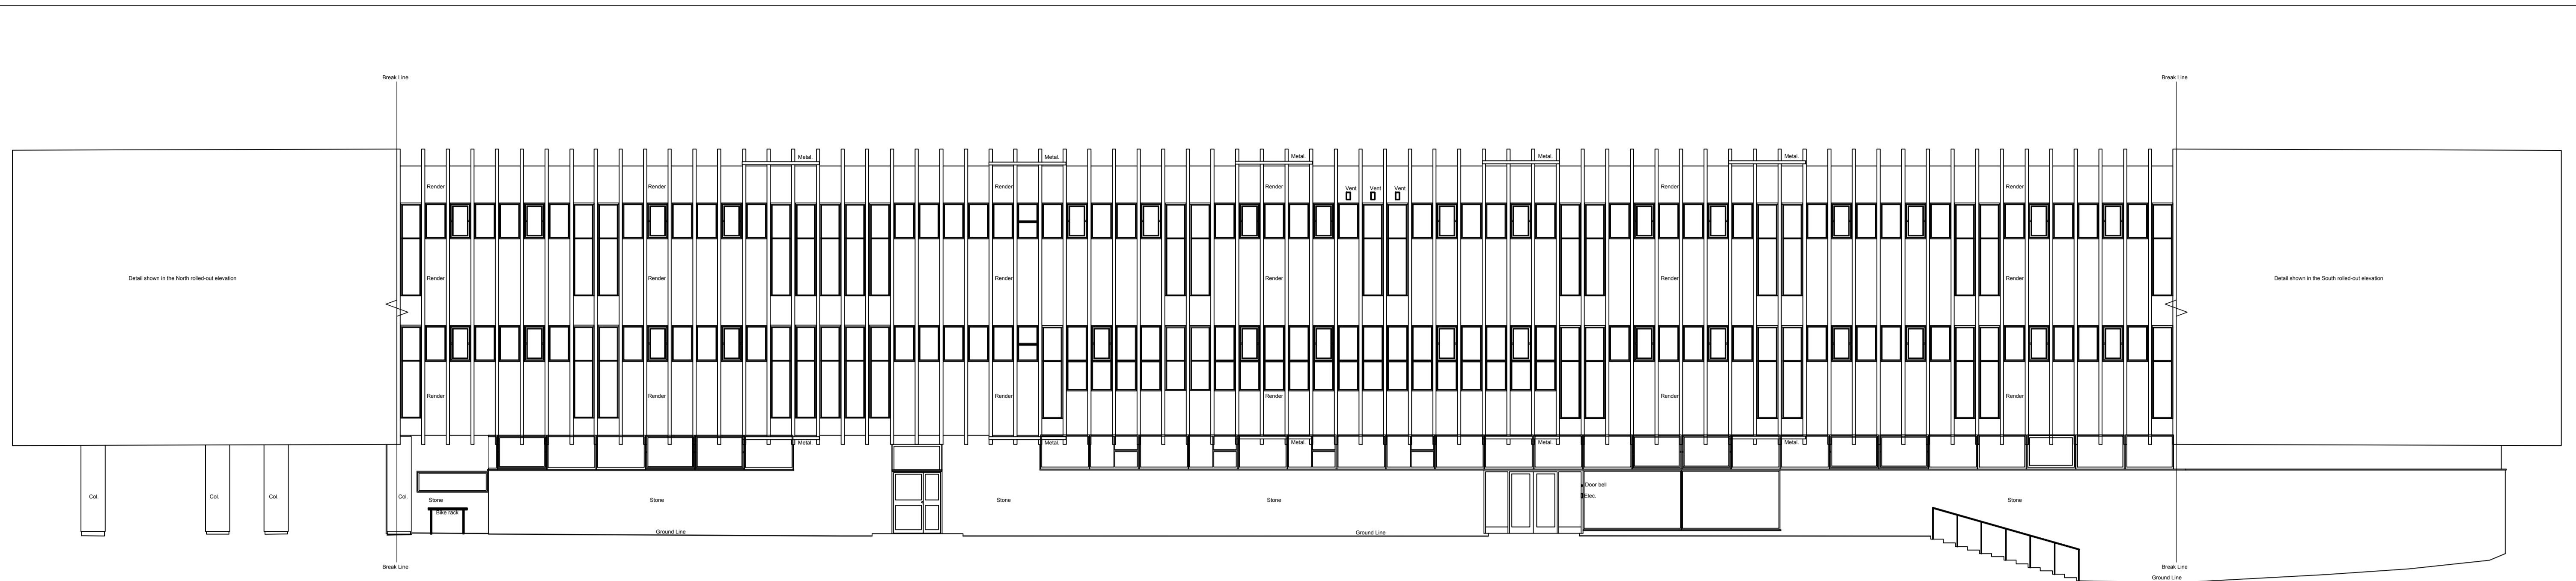 Break Line
Break Line
Metal.
Metal.
Metal.
Metal.
Metal.
Render
Render
Render
Render
Render
Render
Vent
Vent
Vent
Detail shown in the North rolled-out elevation
Render
Render
Render
Render
Render
Render
Detail shown in the South rolled-out elevation
Render
Render
Render
Render
Render
Render
Metal.
Metal.
Metal.
Metal.
Metal.
Door bell
Elec.
Col.
Col.
Col.
Col.
Stone
Stone
Stone
Stone
Stone
Bike rack
Ground Line
Ground Line
Break Line
Break Line
Ground Line